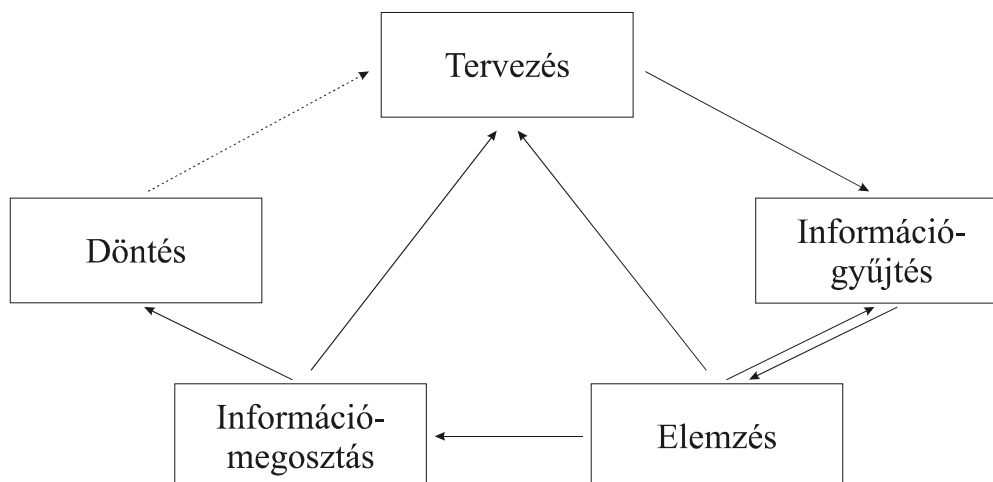 Tervezés
Döntés
Információ-
gyűjtés
Információ-
megosztás
Elemzés